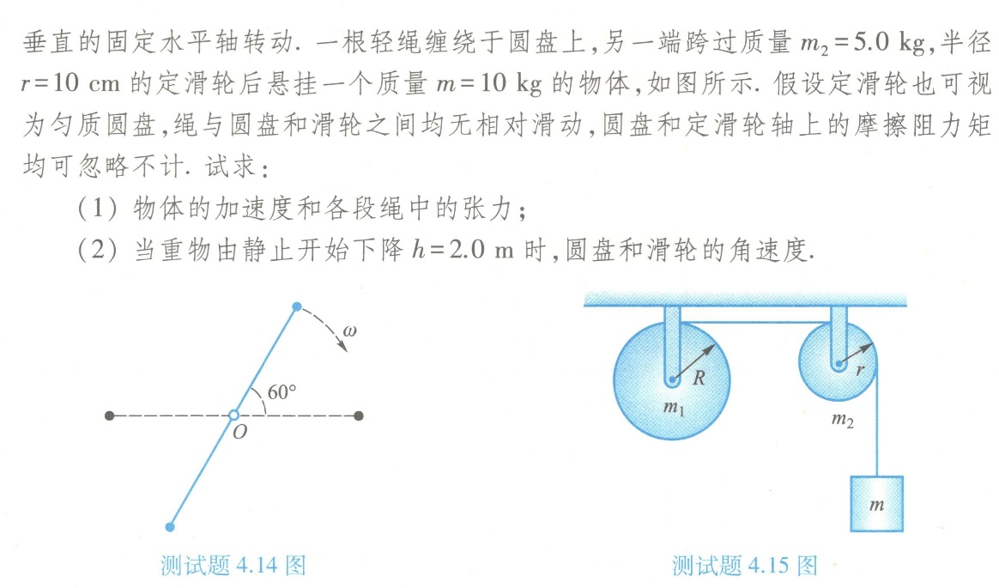 垂直的固定水平轴转动. 一根轻绳缠绕于圆盘上,另一端跨过质量 m₂=5.0 kg,半径
r=10 cm 的定滑轮后悬挂一个质量 m=10 kg 的物体,如图所示. 假设定滑轮也可视
为匀质圆盘,绳与圆盘和滑轮之间均无相对滑动,圆盘和定滑轮轴上的摩擦阻力矩
均可忽略不计. 试求:
(1) 物体的加速度和各段绳中的张力;
(2) 当重物由静止开始下降 h=2.0 m 时,圆盘和滑轮的角速度.
ω
60°
O
测试题 4.14 图
R
r
m₁
m₂
m
测试题 4.15 图